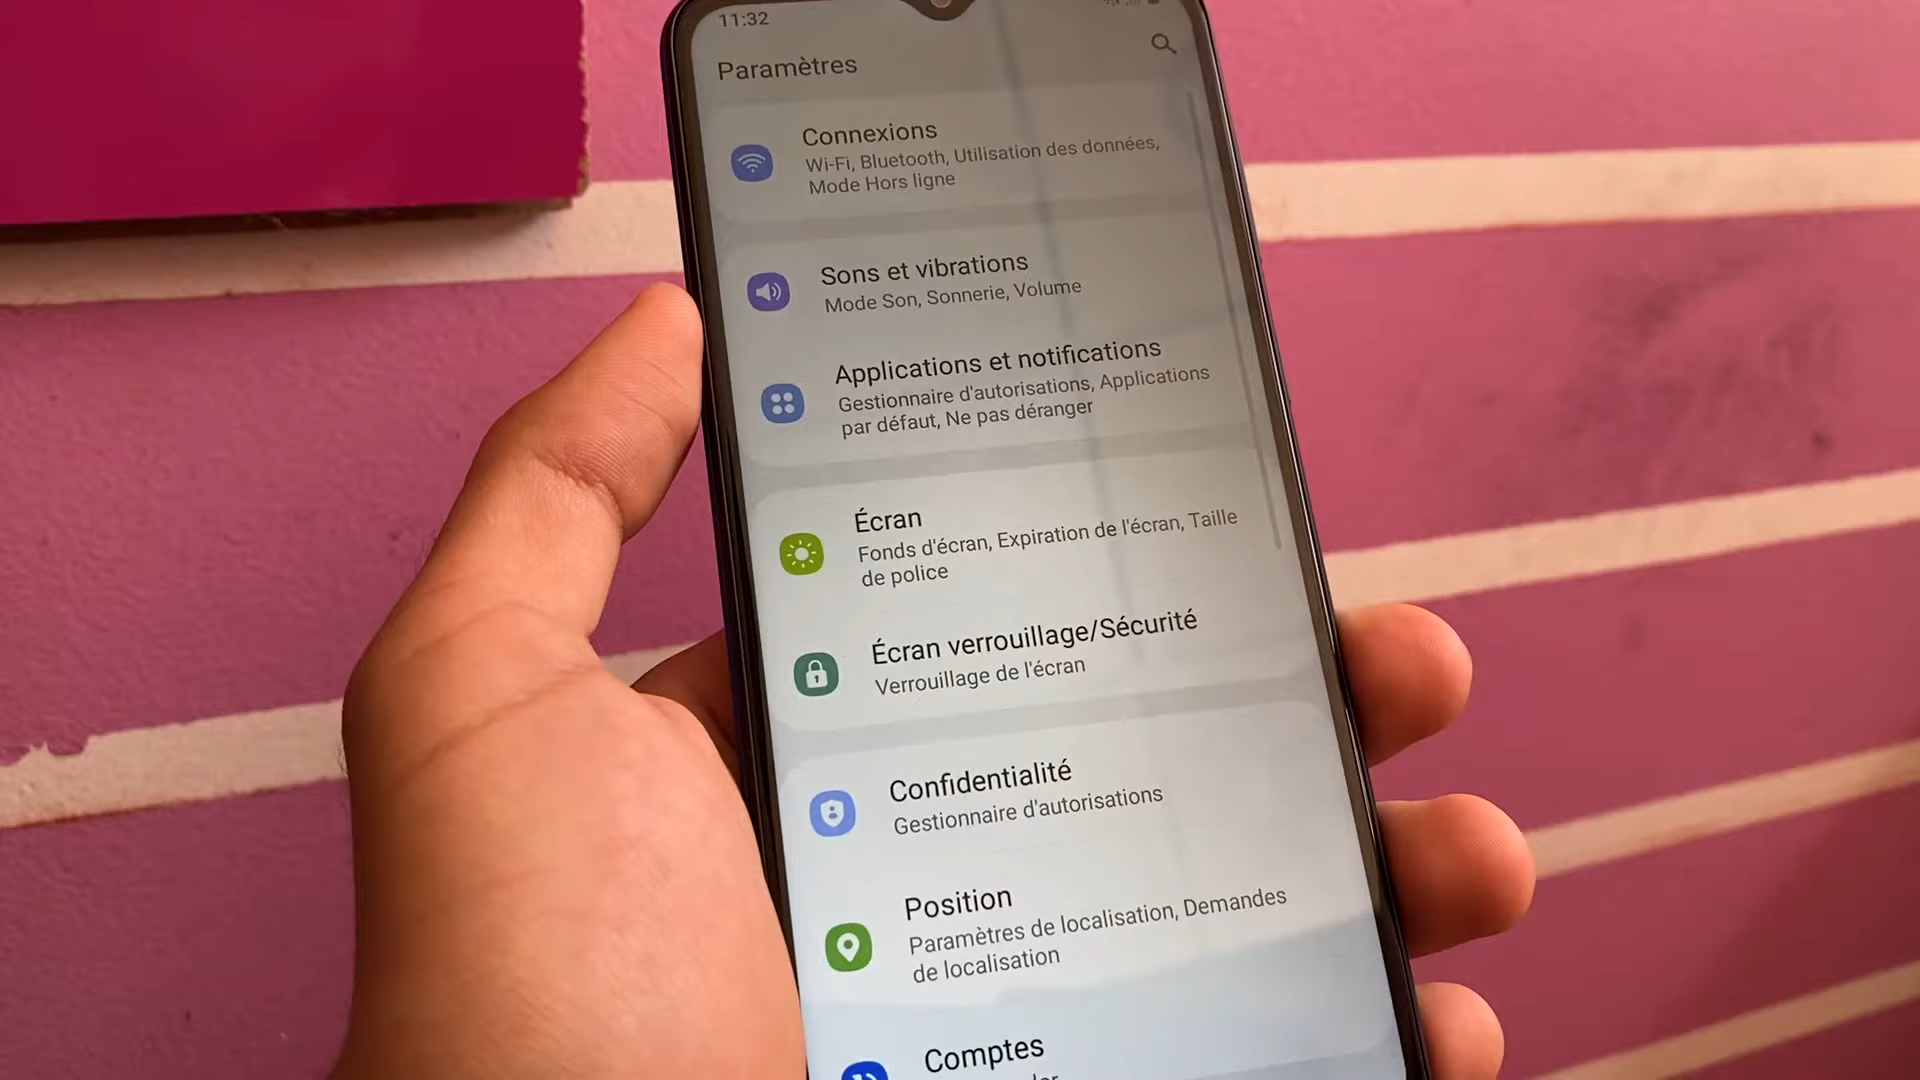 11:32
Paramètres
Connexions
Wi-Fi, Bluetooth, Utilisation des données,
Mode Hors ligne
Sons et vibrations
Mode Son, Sonnerie, Volume
Applications et notifications
Gestionnaire d'autorisations, Applications
par défaut, Ne pas déranger
Écran
Fonds d'écran, Expiration de l'écran, Taille
de police
Écran verrouillage/Sécurité
Verrouillage de l'écran
Confidentialité
Gestionnaire d'autorisations
Position
Paramètres de localisation, Demandes
de localisation
Comptes